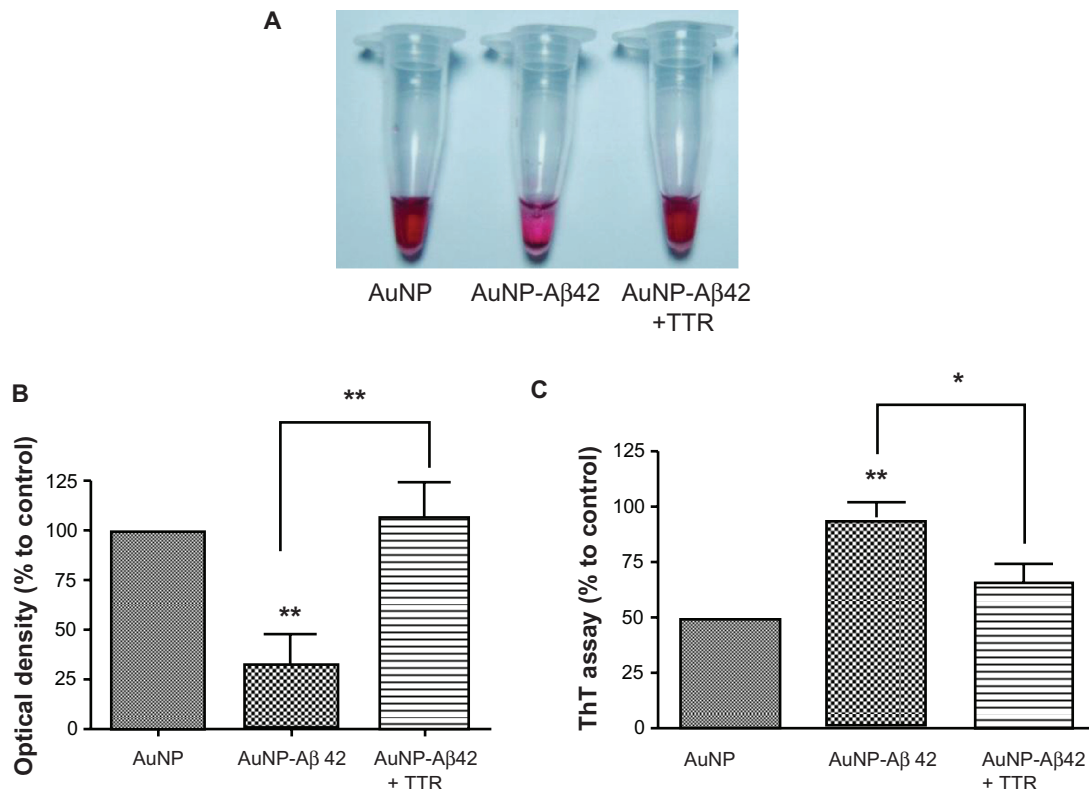 A
AuNP
AuNP-Aβ42
AuNP-Aβ42
+TTR
B
Optical density (% to control)
125
100
75
50
25
0
**
**
AuNP
AuNP-Aβ 42
AuNP-Aβ42
+ TTR
C
ThT assay (% to control)
125
100
75
50
25
0
**
*
AuNP
AuNP-Aβ 42
AuNP-Aβ42
+ TTR